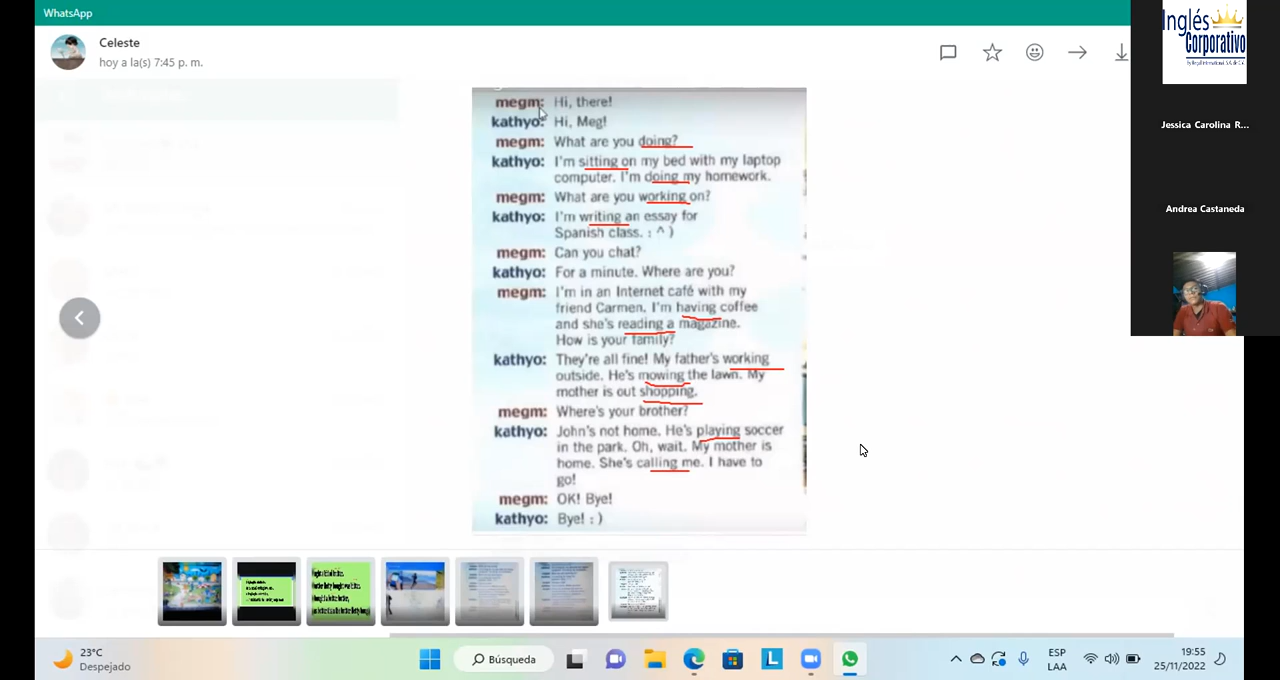 WhatsApp
Celeste
hoy a la(s) 7:45 p. m.
Inglés
Corporativo
Jessica Carolina R...
Andrea Castaneda
megm: Hi, there!
kathyo: Hi, Meg!
megm: What are you doing?
kathyo: I'm sitting on my bed with my laptop
computer. I'm doing my homework.
megm: What are you working on?
kathyo: I'm writing an essay for
Spanish class. : ^ )
megm: Can you chat?
kathyo: For a minute. Where are you?
megm: I'm in an Internet café with my
friend Carmen. I'm having coffee
and she's reading a magazine.
How is your family?
kathyo: They're all fine! My father's working
outside. He's mowing the lawn. My
mother is out shopping.
megm: Where's your brother?
kathyo: John's not home. He's playing soccer
in the park. Oh, wait. My mother is
home. She's calling me. I have to
go!
megm: OK! Bye!
kathyo: Bye! : )
23°C
Despejado
Búsqueda
ESP
LAA
19:55
25/11/2022